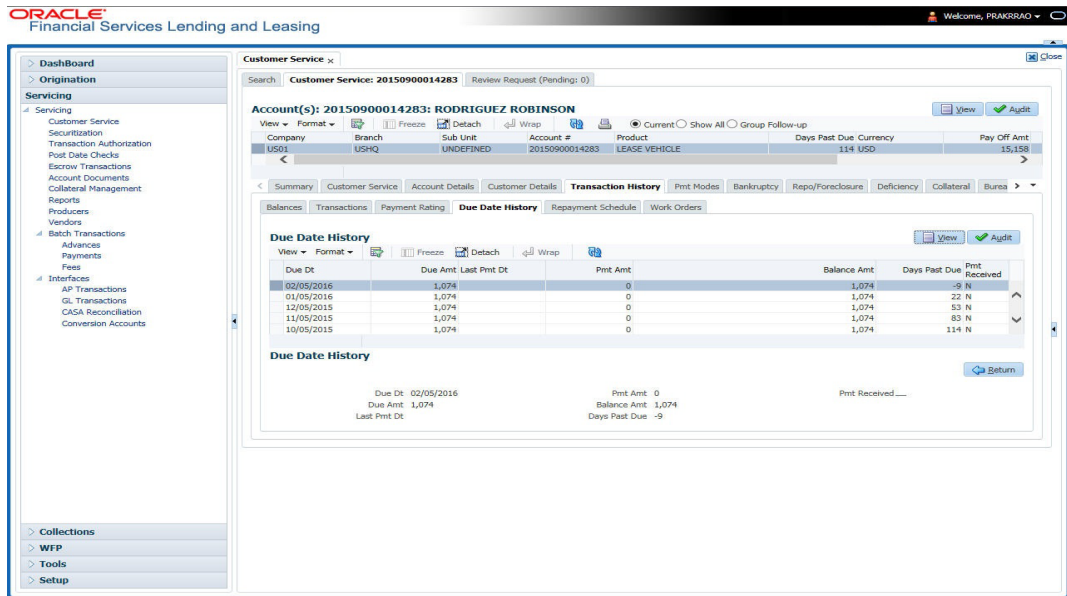 ORACLE
Financial Services Lending and Leasing
Welcome, PRAKRRAO
DashBoard
Origination
Servicing
Servicing
Customer Service
Securitization
Transaction Authorization
Post Date Checks
Escrow Transactions
Account Documents
Collateral Management
Reports
Producers
Vendors
Batch Transactions
Advances
Payments
Fees
Interfaces
AP Transactions
GL Transactions
CASA Reconciliation
Conversion Accounts
Collections
WFP
Tools
Setup
Customer Service x
Close
Search Customer Service: 20150900014283 Review Request (Pending: 0)
Account(s): 20150900014283: RODRIGUEZ ROBINSON
View Audit
View Format Freeze Detach Wrap Current Show All Group Follow-up
Company Branch Sub Unit Account # Product Days Past Due Currency Pay Off Amt
US01 USHQ UNDEFINED 20150900014283 LEASE VEHICLE 114 USD 15,158
Summary Customer Service Account Details Customer Details Transaction History Pmt Modes Bankruptcy Repo/Foreclosure Deficiency Collateral Burea
Balances Transactions Payment Rating Due Date History Repayment Schedule Work Orders
Due Date History
View Audit
View Format Freeze Detach Wrap
Due Dt Due Amt Last Pmt Dt Pmt Amt Balance Amt Days Past Due Pmt Received
02/05/2016 1,074 0 1,074 -9 N
01/05/2016 1,074 0 1,074 22 N
12/05/2015 1,074 0 1,074 53 N
11/05/2015 1,074 0 1,074 83 N
10/05/2015 1,074 0 1,074 114 N
Due Date History
Return
Due Dt 02/05/2016 Pmt Amt 0 Pmt Received
Due Amt 1,074 Balance Amt 1,074
Last Pmt Dt Days Past Due -9